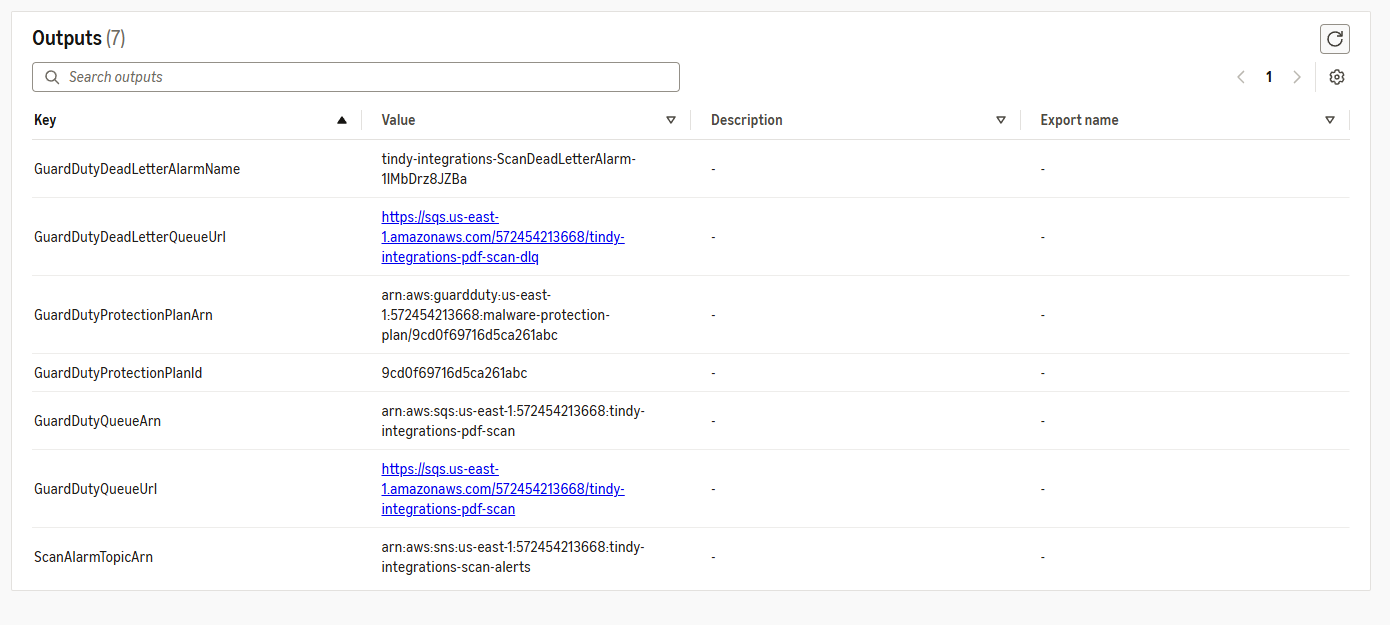 Outputs (7)
Search outputs
1
Key Value Description Export name
GuardDutyDeadLetterAlarmName
tindy-integrations-ScanDeadLetterAlarm-
1IMbDrz8JZBa
-
-
GuardDutyDeadLetterQueueUrl
https://sqs.us-east-
1.amazonaws.com/572454213668/tindy-
integrations-pdf-scan-dlq
-
-
GuardDutyProtectionPlanArn
arn:aws:guardduty:us-east-
1:572454213668:malware-protection-
plan/9cd0f69716d5ca261abc
-
-
GuardDutyProtectionPlanId
9cd0f69716d5ca261abc
-
-
GuardDutyQueueArn
arn:aws:sqs:us-east-1:572454213668:tindy-
integrations-pdf-scan
-
-
GuardDutyQueueUrl
https://sqs.us-east-
1.amazonaws.com/572454213668/tindy-
integrations-pdf-scan
-
-
ScanAlarmTopicArn
arn:aws:sns:us-east-1:572454213668:tindy-
integrations-scan-alerts
-
-